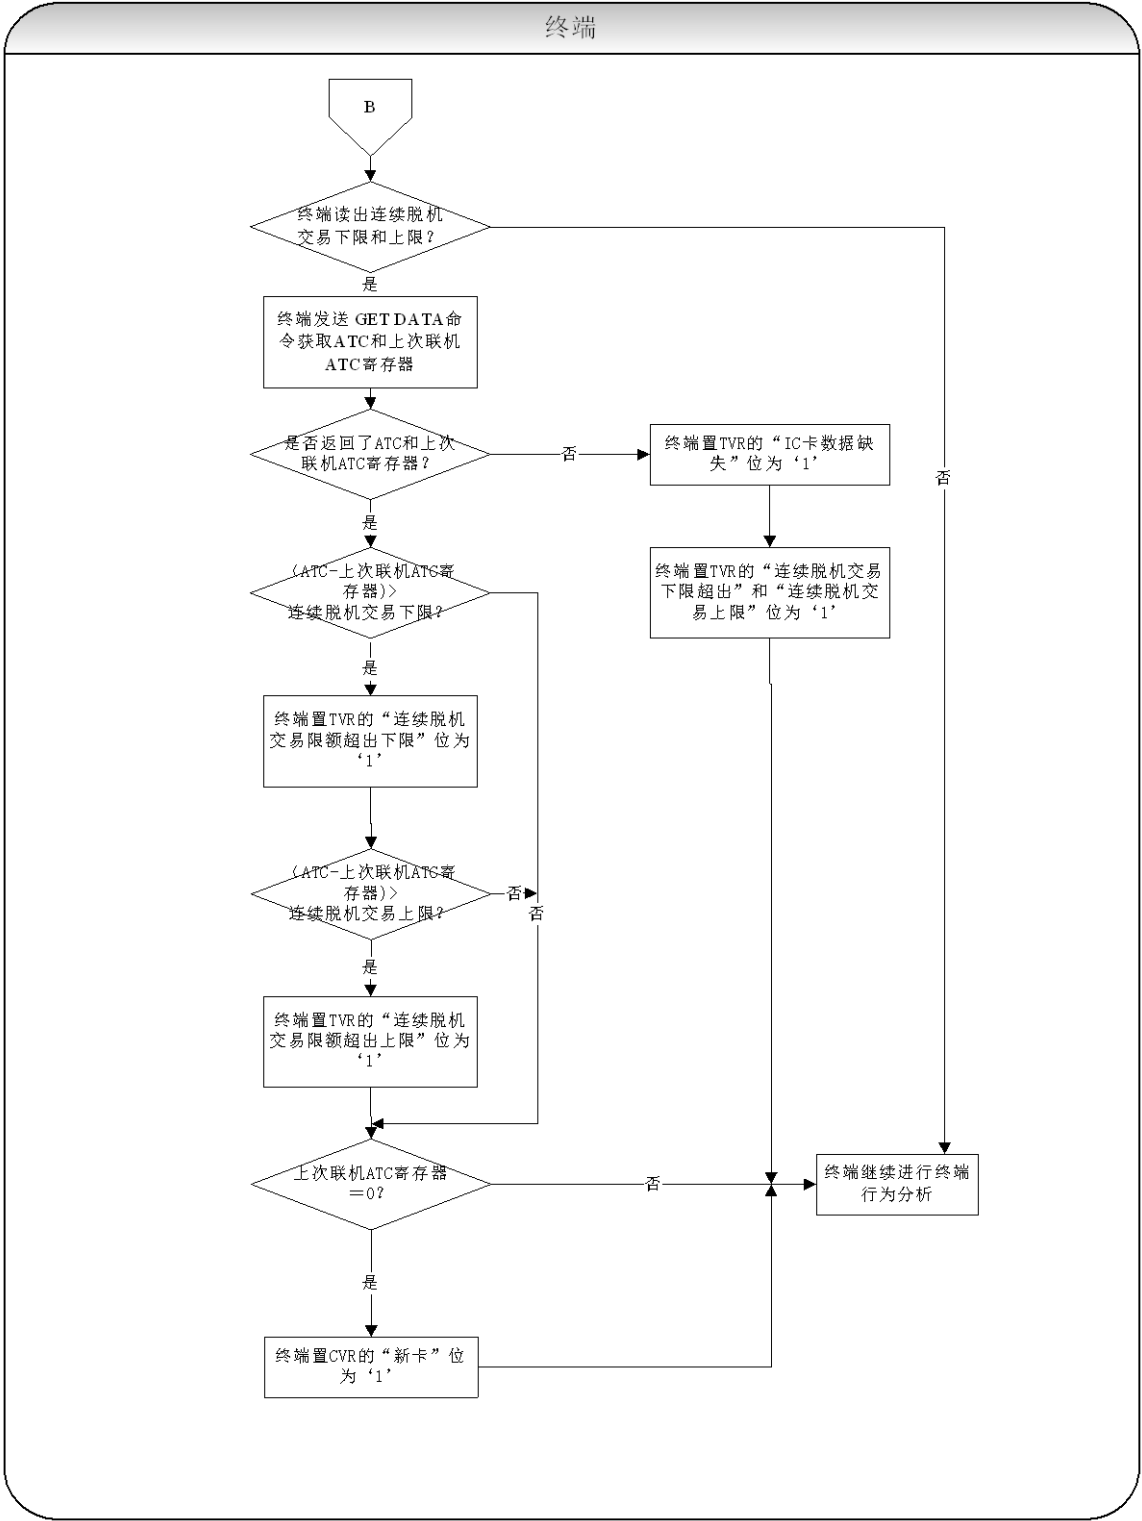 终端
B
终端读出连续脱机
交易下限和上限？
是
终端发送 GET DATA命
令获取ATC和上次联机
ATC寄存器
是否返回了ATC和上次
联机ATC寄存器？
否
终端置TVR的“IC卡数据缺
失”位为‘1’
否
是
(ATC-上次联机ATC寄
存器)>
连续脱机交易下限？
终端置TVR的“连续脱机交易
下限超出”和“连续脱机交
易上限”位为‘1’
是
终端置TVR的“连续脱机
交易限额超出下限”位为
‘1’
(ATC-上次联机ATC寄
存器)>
连续脱机交易上限？
否
否
是
终端置TVR的“连续脱机
交易限额超出上限”位为
‘1’
上次联机ATC寄存器
＝0？
否
终端继续进行终端
行为分析
是
终端置CVR的“新卡”位
为‘1’